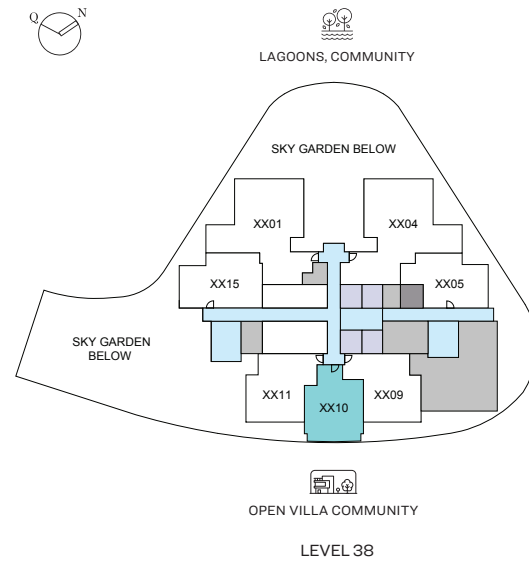 Q N
LAGOONS, COMMUNITY
SKY GARDEN BELOW
XX01 XX04
XX15 XX05
SKY GARDEN
BELOW
XX11 XX10 XX09
OPEN VILLA COMMUNITY
LEVEL 38